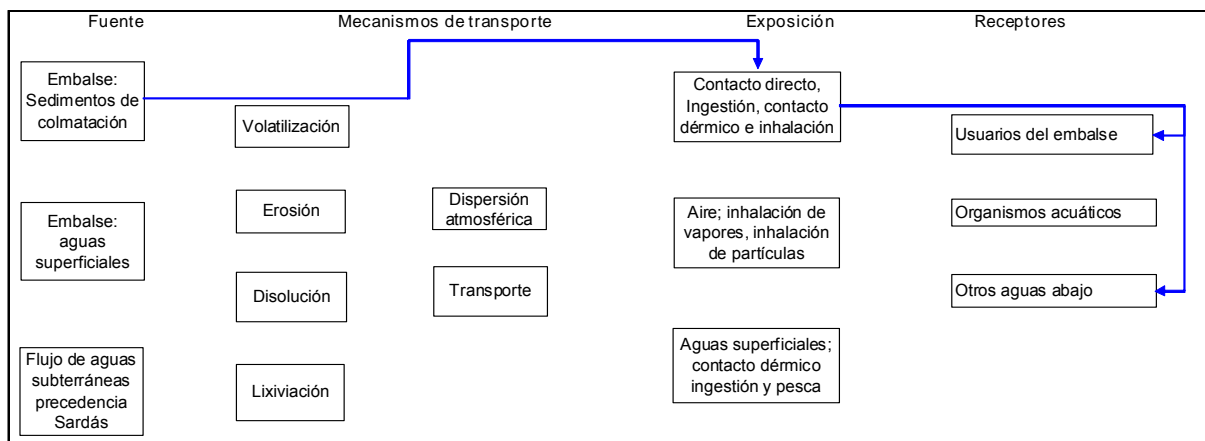 Fuente
Mecanismos de transporte
Exposición
Receptores
Embalse:
Sedimentos de
colmatación
Volatilización
Contacto directo,
Ingestión, contacto
dérmico e inhalación
Usuarios del embalse
Embalse:
aguas
superficiales
Erosión
Dispersión
atmosférica
Aire; inhalación de
vapores, inhalación
de partículas
Organismos acuáticos
Disolución
Transporte
Otros aguas abajo
Flujo de aguas
subterráneas
precedencia
Sardás
Lixiviación
Aguas superficiales;
contacto dérmico
ingestión y pesca